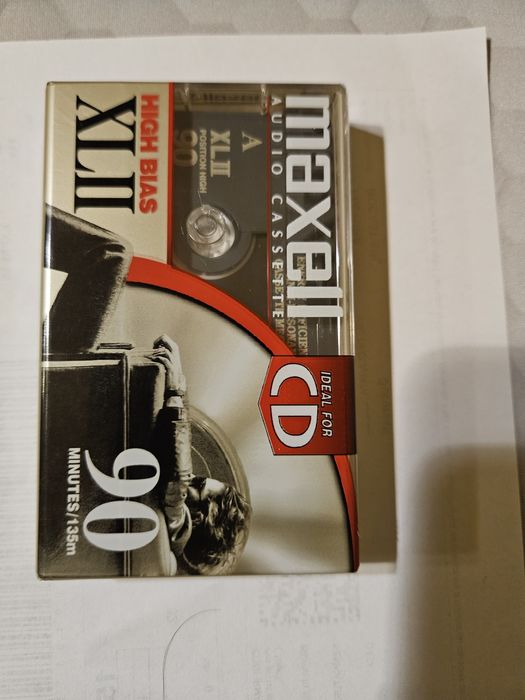 maxell
AUDIO CASSETTE
A
XLII
POSITION HIGH
90
HIGH BIAS
XLII
IDEAL FOR
CD
90
MINUTES/135m